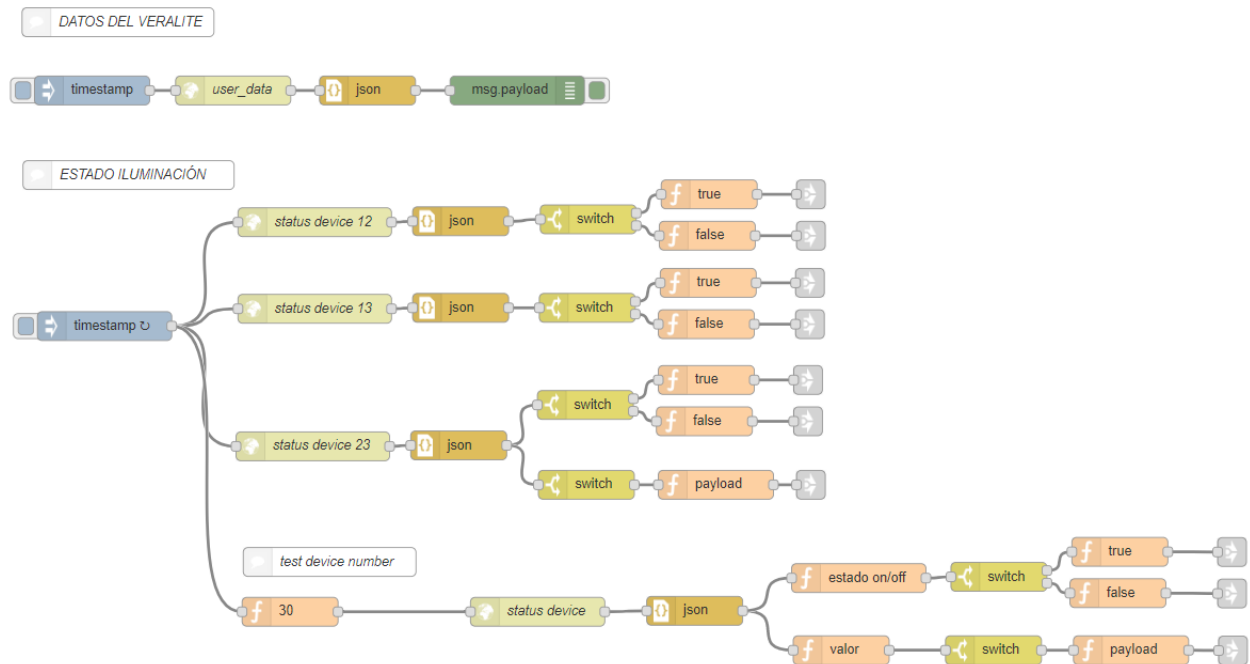 DATOS DEL VERALITE
timestamp
user_data
json
msg.payload
ESTADO ILUMINACIÓN
status device 12
json
switch
true
false
timestamp ↻
status device 13
json
switch
true
false
status device 23
json
switch
true
false
switch
payload
test device number
30
status device
json
estado on/off
switch
true
false
valor
switch
payload